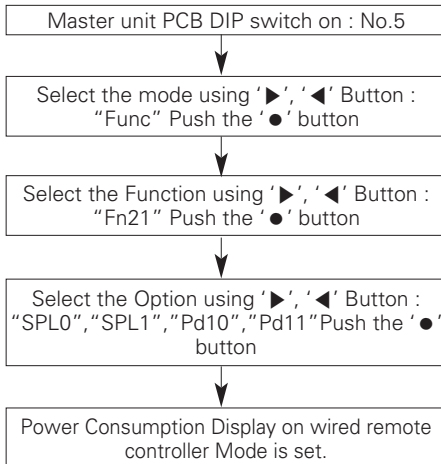 Master unit PCB DIP switch on : No.5
Select the mode using ‘▶’, ‘◀’ Button :
“Func” Push the ‘●’ button
Select the Function using ‘▶’, ‘◀’ Button :
“Fn21” Push the ‘●’ button
Select the Option using ‘▶’, ‘◀’ Button :
“SPL0”,“SPL1”,”Pd10”,”Pd11”Push the ‘●’
button
Power Consumption Display on wired remote
controller Mode is set.